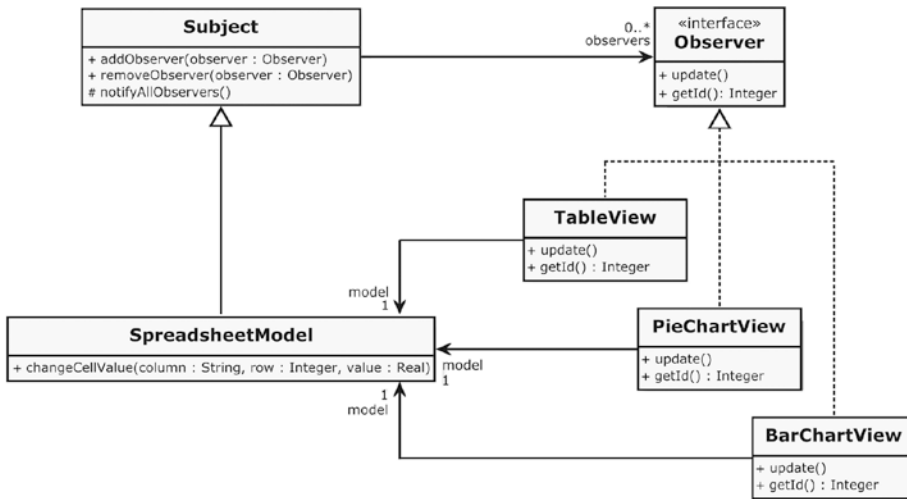 Subject
+ addObserver(observer : Observer)
+ removeObserver(observer : Observer)
# notifyAllObservers()
0..*
observers
«interface»
Observer
+ update()
+ getId(): Integer
TableView
+ update()
+ getId() : Integer
model
1
SpreadsheetModel
+ changeCellValue(column : String, row : Integer, value : Real)
model
1
PieChartView
+ update()
+ getId() : Integer
1
model
BarChartView
+ update()
+ getId() : Integer